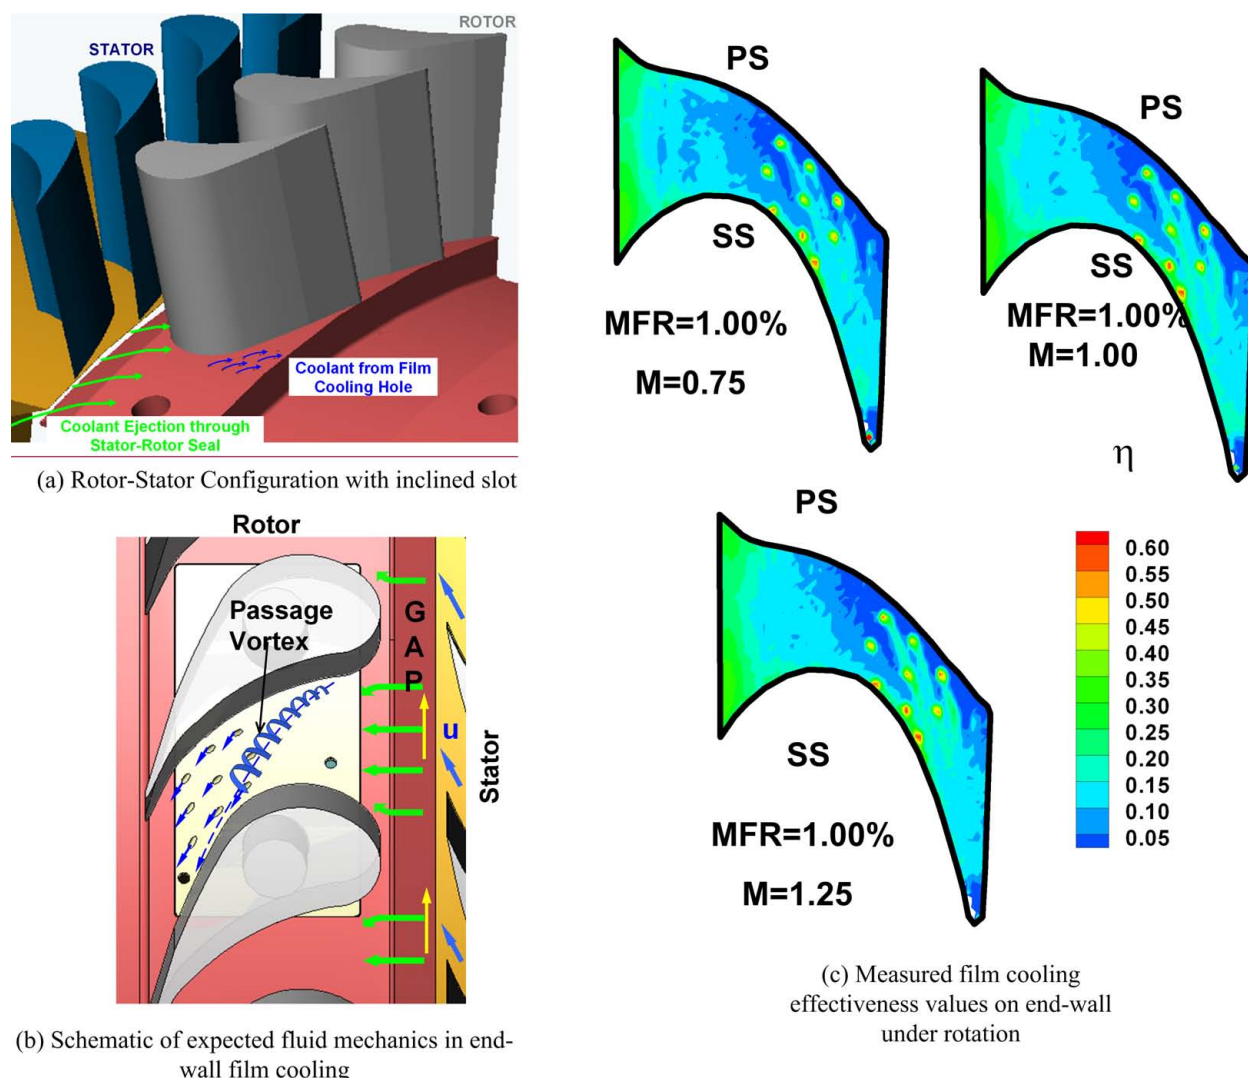 STATOR
ROTOR
Coolant from Film
Cooling Hole
Coolant Ejection through
Stator-Rotor Seal
(a) Rotor-Stator Configuration with inclined slot
Rotor
Passage
Vortex
G
A
P
u
Stator
(b) Schematic of expected fluid mechanics in end-
wall film cooling
PS
SS
MFR=1.00%
M=0.75
PS
SS
MFR=1.00%
M=1.00
η
PS
SS
MFR=1.00%
M=1.25
0.60
0.55
0.50
0.45
0.40
0.35
0.30
0.25
0.20
0.15
0.10
0.05
(c) Measured film cooling
effectiveness values on end-wall
under rotation